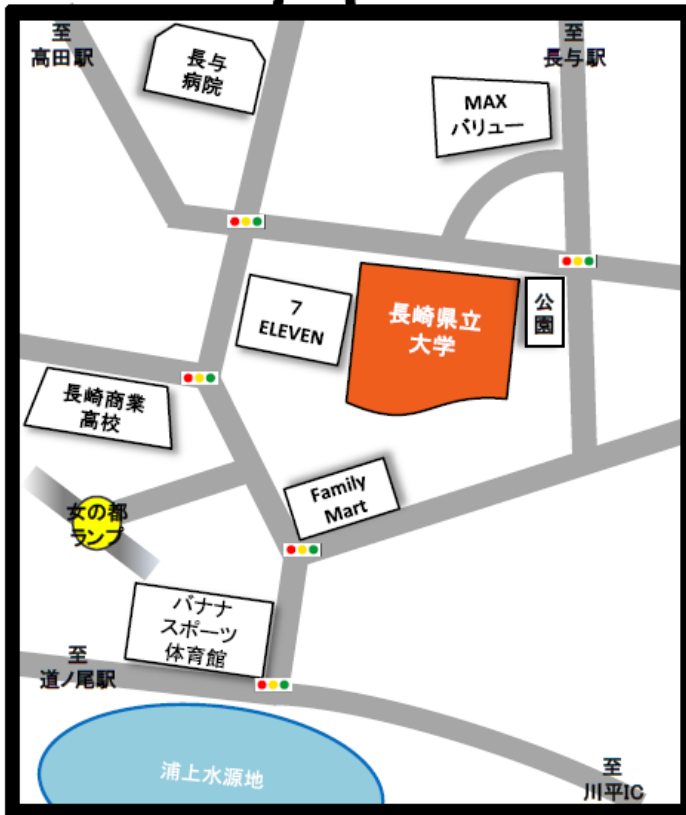 至
高田駅
長与
病院
至
長与駅
MAX
バリュー
7
ELEVEN
長崎県立
大学
公
園
長崎商業
高校
Family
Mart
女の都
ランプ
バナナ
スポーツ
体育館
至
道ノ尾駅
浦上水源地
至
川平IC